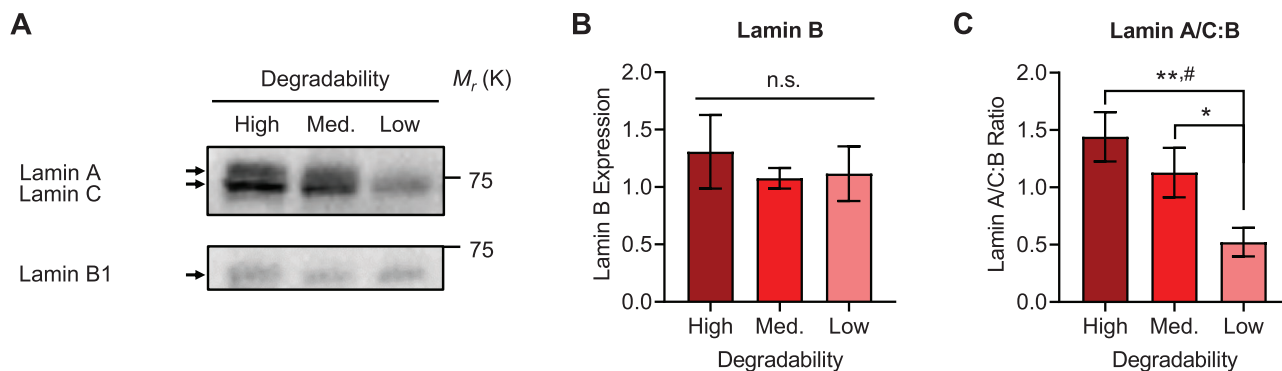 A
Degradability
M_r (K)
High Med. Low
Lamin A
Lamin C
75
75
Lamin B1
B
Lamin B
n.s.
Lamin B Expression
2.0
1.5
1.0
0.5
0.0
High Med. Low
Degradability
C
Lamin A/C:B
**,#
*
Lamin A/C:B Ratio
2.0
1.5
1.0
0.5
0.0
High Med. Low
Degradability